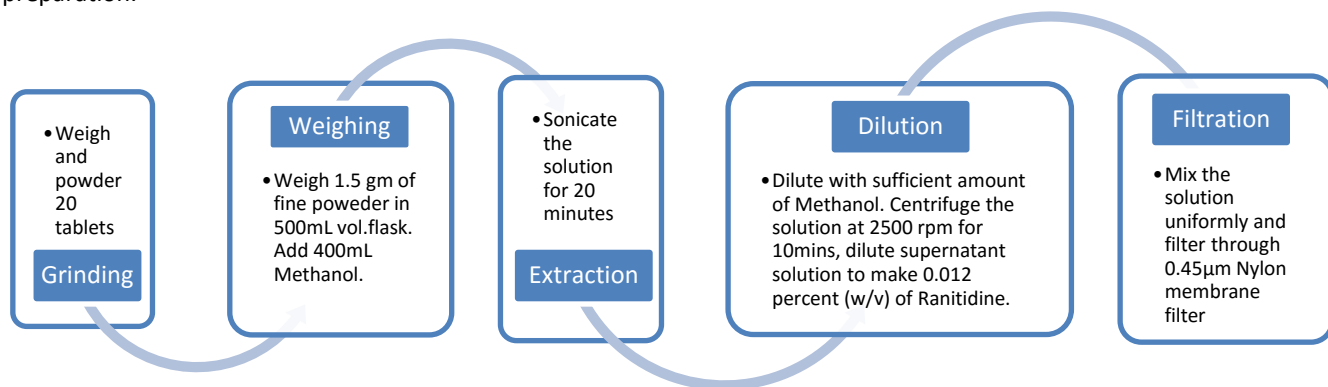 preparation.
•Weigh
and
powder
20
tablets
Grinding
Weighing
•Weigh 1.5 gm of
fine poweder in
500mL vol.flask.
Add 400mL
Methanol.
•Sonicate
the
solution
for 20
minutes
Extraction
Dilution
•Dilute with sufficient amount
of Methanol. Centrifuge the
solution at 2500 rpm for
10mins, dilute supernatant
solution to make 0.012
percent (w/v) of Ranitidine.
Filtration
•Mix the
solution
uniformly and
filter through
0.45µm Nylon
membrane
filter